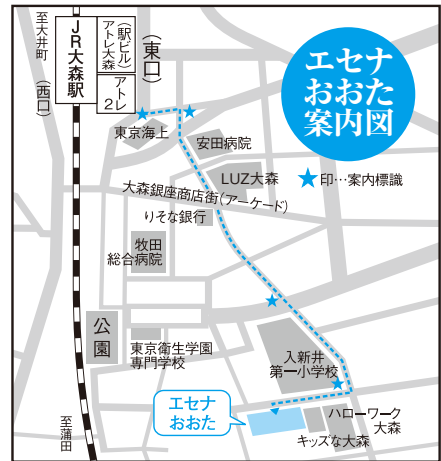 至大井町
(西口)
JR大森駅
(駅ビル)
アトレ大森
アトレ
2
(東口)
エセナ
おおた
案内図
★印…案内標識
東京海上
安田病院
LUZ大森
大森銀座商店街(アーケード)
りそな銀行
牧田
総合病院
公園
東京衛生学園
専門学校
入新井
第一小学校
エセナ
おおた
ハローワーク
大森
キッズな大森
至蒲田